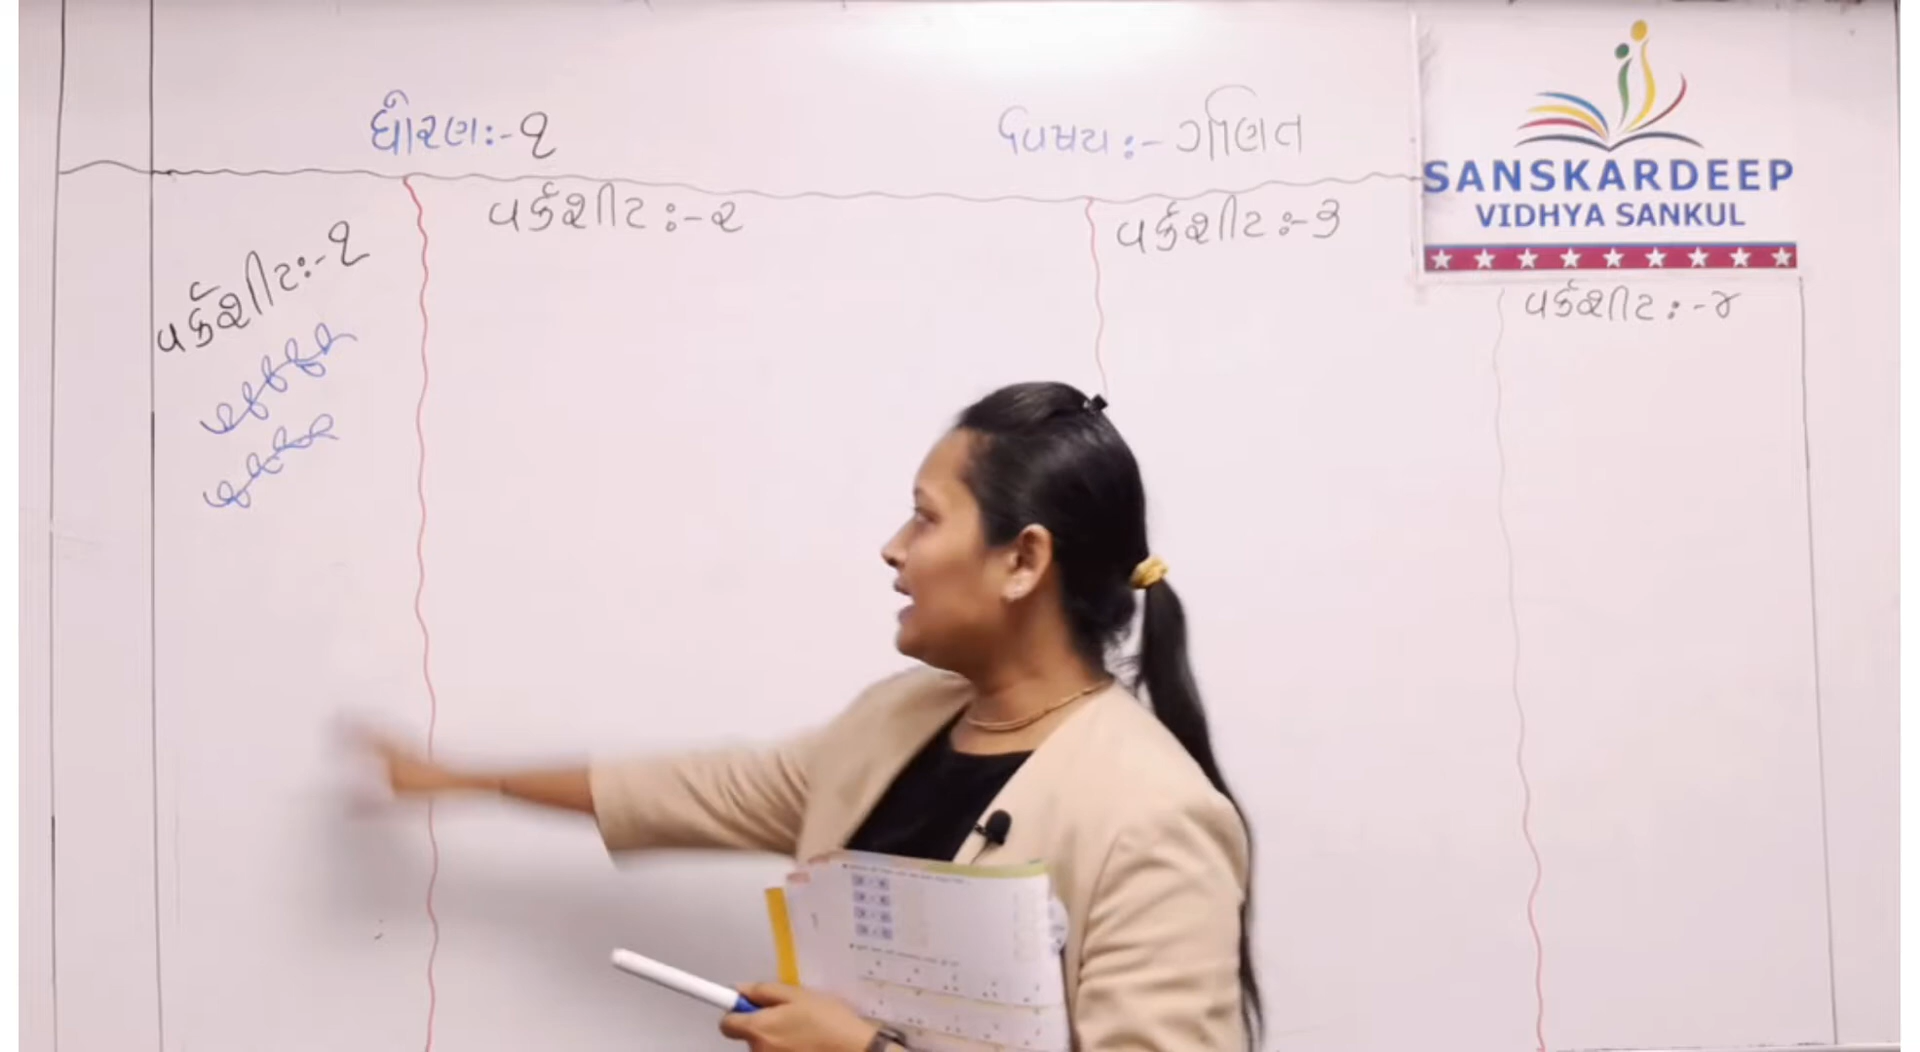 ધોરણ:-૧
વિષય:- ગણિત
વર્કશીટ:-૧
વર્કશીટ:-૨
વર્કશીટ:-૩
વર્કશીટ:-૪
SANSKARDEEP
VIDHYA SANKUL